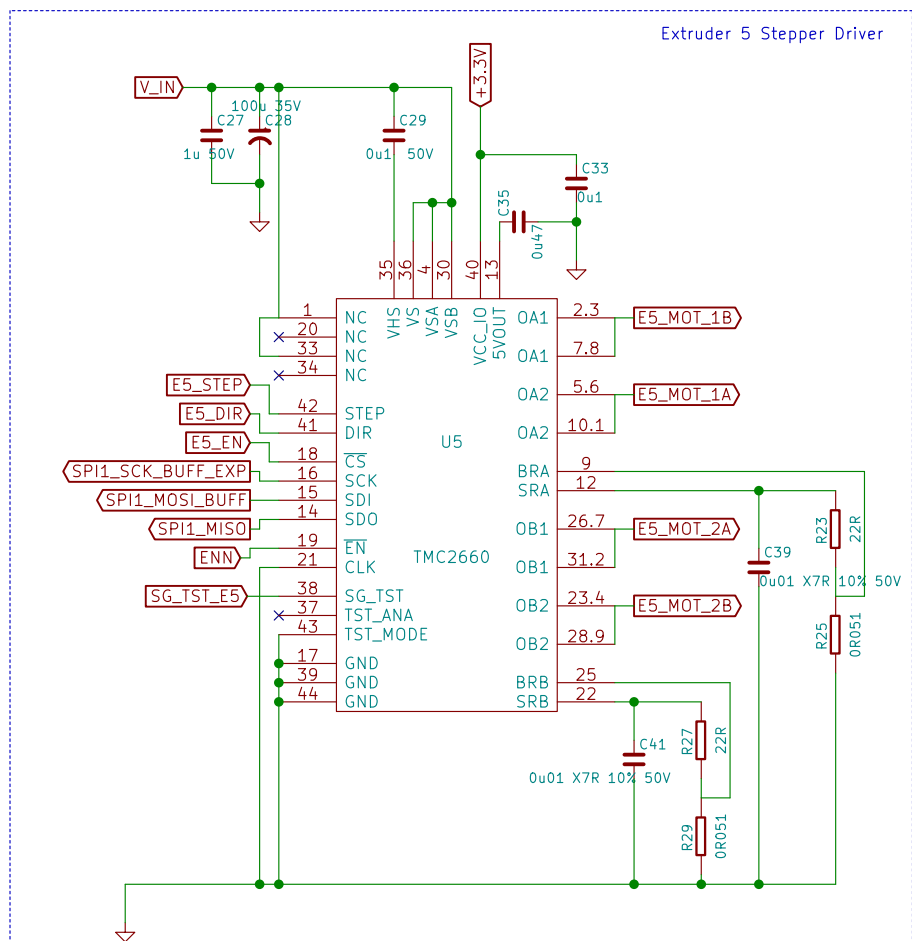 Extruder 5 Stepper Driver
V_IN
+3.3V
100u 35V
C27
C28
C29
1u 50V
0u1 50V
C33
0u1
C35
0u47
35
36
4
30
40
13
VHS
VS
VSA
VSB
VCC_IO
5VOUT
1 NC
20 NC
33 NC
34 NC
E5_STEP
42 STEP
E5_DIR
41 DIR
E5_EN
18 CS
SPI1_SCK_BUFF_EXP
16 SCK
SPI1_MOSI_BUFF
15 SDI
SPI1_MISO
14 SDO
ENN
19 EN
21 CLK
SG_TST_E5
38 SG_TST
37 TST_ANA
43 TST_MODE
17 GND
39 GND
44 GND
U5
TMC2660
OA1 2.3
E5_MOT_1B
OA1 7.8
OA2 5.6
E5_MOT_1A
OA2 10.1
BRA 9
SRA 12
OB1 26.7
E5_MOT_2A
OB1 31.2
OB2 23.4
E5_MOT_2B
OB2 28.9
BRB 25
SRB 22
R23
22R
C39
0u01 X7R 10% 50V
R25
0R051
C41
0u01 X7R 10% 50V
R27
22R
R29
0R051